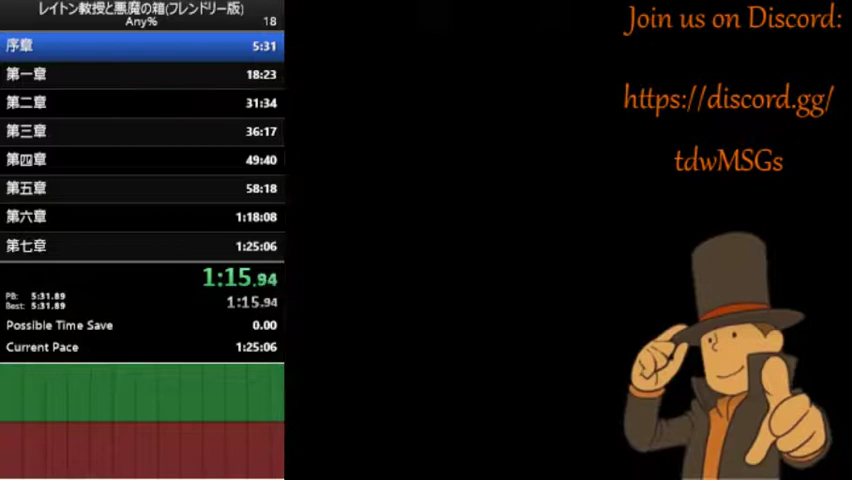 レイトン教授と悪魔の箱(フレンドリー版)
Any% 18
序章 5:31
第一章 18:23
第二章 31:34
第三章 36:17
第四章 49:40
第五章 58:18
第六章 1:18:08
第七章 1:25:06
1:15.94
PB: 5:31.89
Best: 5:31.89
1:15.94
Possible Time Save 0.00
Current Pace 1:25:06
Join us on Discord:
https://discord.gg/
tdwMSGs